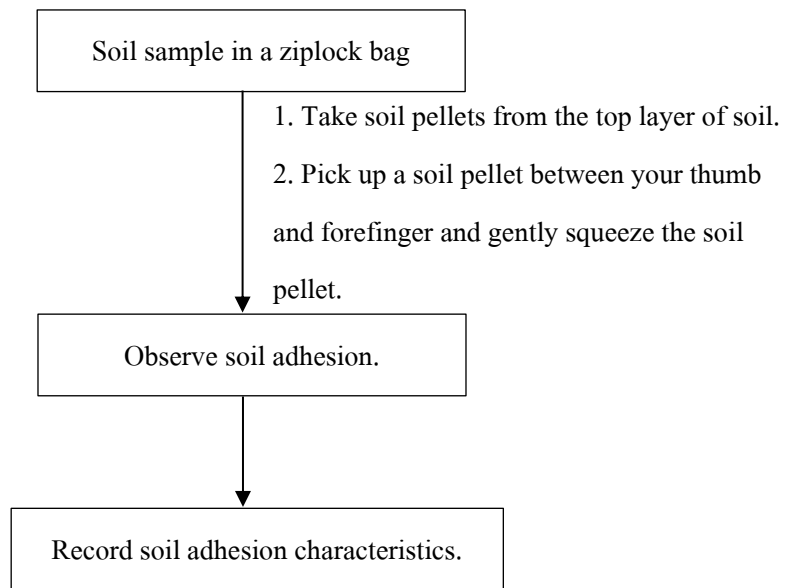 Soil sample in a ziplock bag
1. Take soil pellets from the top layer of soil.
2. Pick up a soil pellet between your thumb
and forefinger and gently squeeze the soil
pellet.
Observe soil adhesion.
Record soil adhesion characteristics.